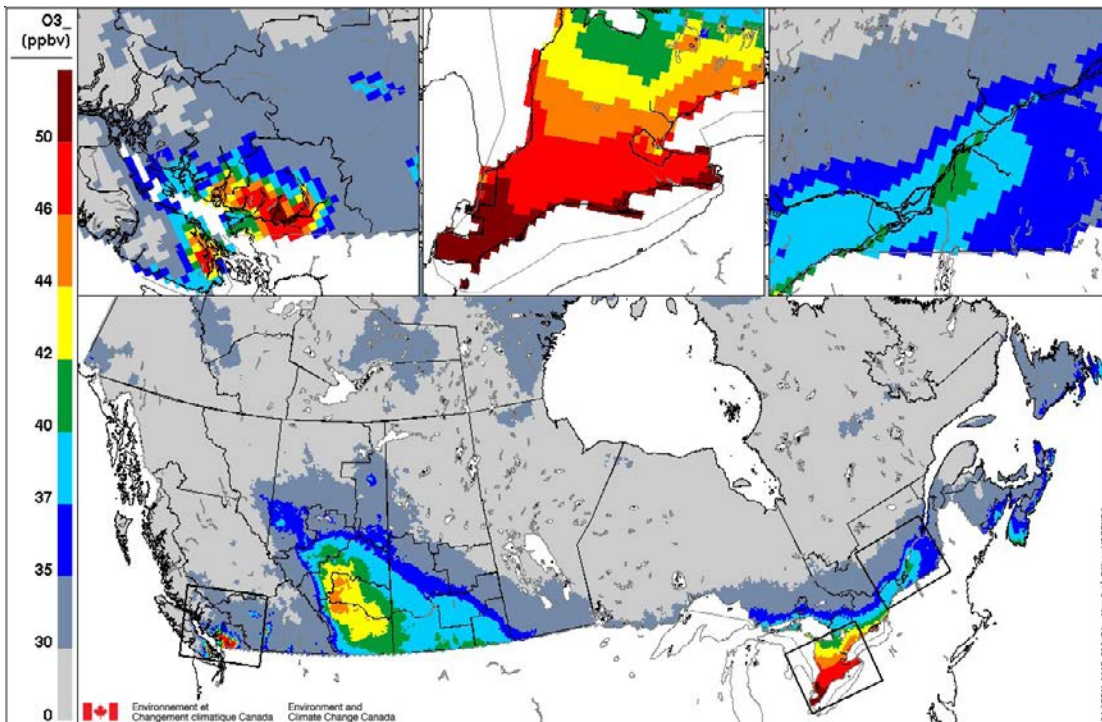 O3_
(ppbv)
50
46
44
42
40
37
35
30
0
Environnement et
Changement climatique Canada
Environment and
Climate Change Canada